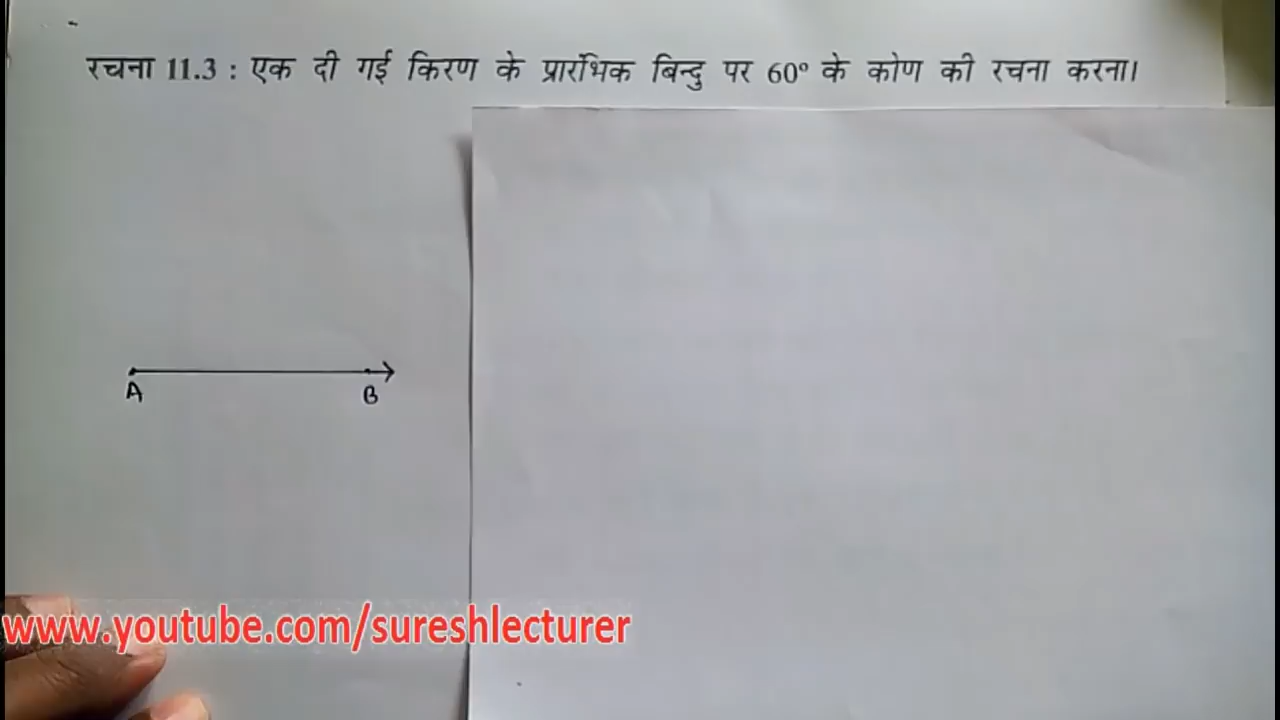 रचना 11.3 : एक दी गई किरण के प्रारंभिक बिन्दु पर 60° के कोण की रचना करना।
A B
www.youtube.com/sureshlecturer